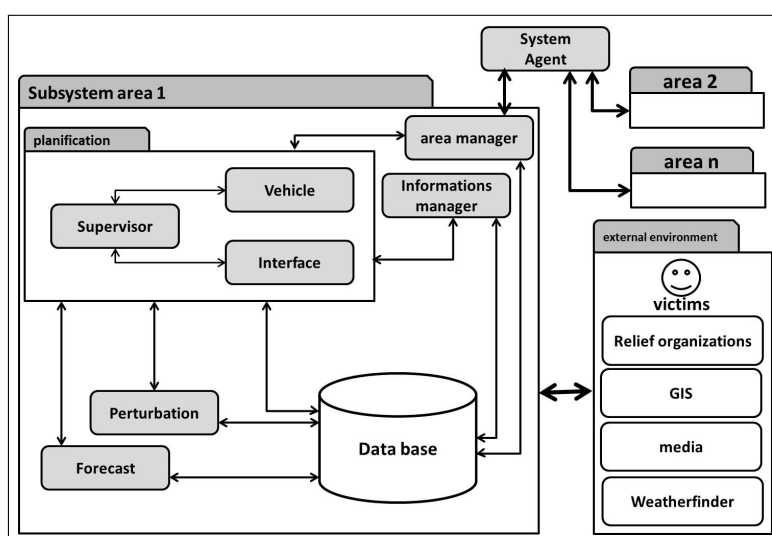 System
Agent
Subsystem area 1
area 2
planification
area manager
area n
Vehicle
Informations
manager
Supervisor
external environment
Interface
victims
Relief organizations
GIS
Perturbation
Data base
media
Forecast
Weatherfinder